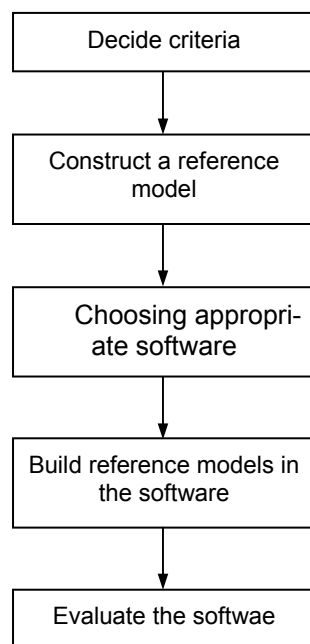 Decide criteria
Construct a reference
model
Choosing appropri-
ate software
Build reference models in
the software
Evaluate the softwae